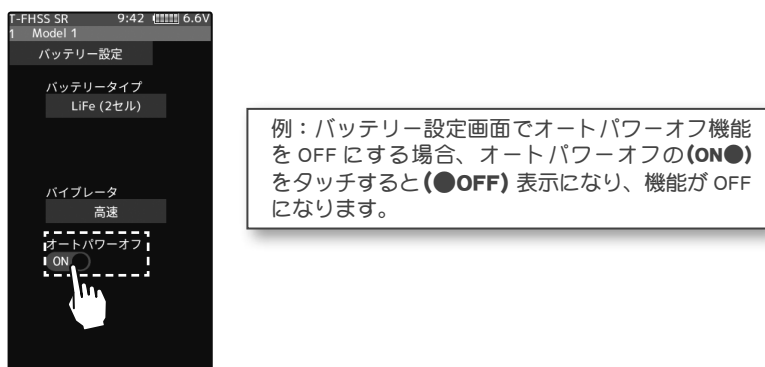 T-FHSS SR 9:42 6.6V
1 Model 1
バッテリー設定
バッテリータイプ
LiFe (2セル)
バイブレータ
高速
オートパワーオフ
ON
例：バッテリー設定画面でオートパワーオフ機能
を OFF にする場合、オートパワーオフの(ON●)
をタッチすると(●OFF) 表示になり、機能が OFF
になります。